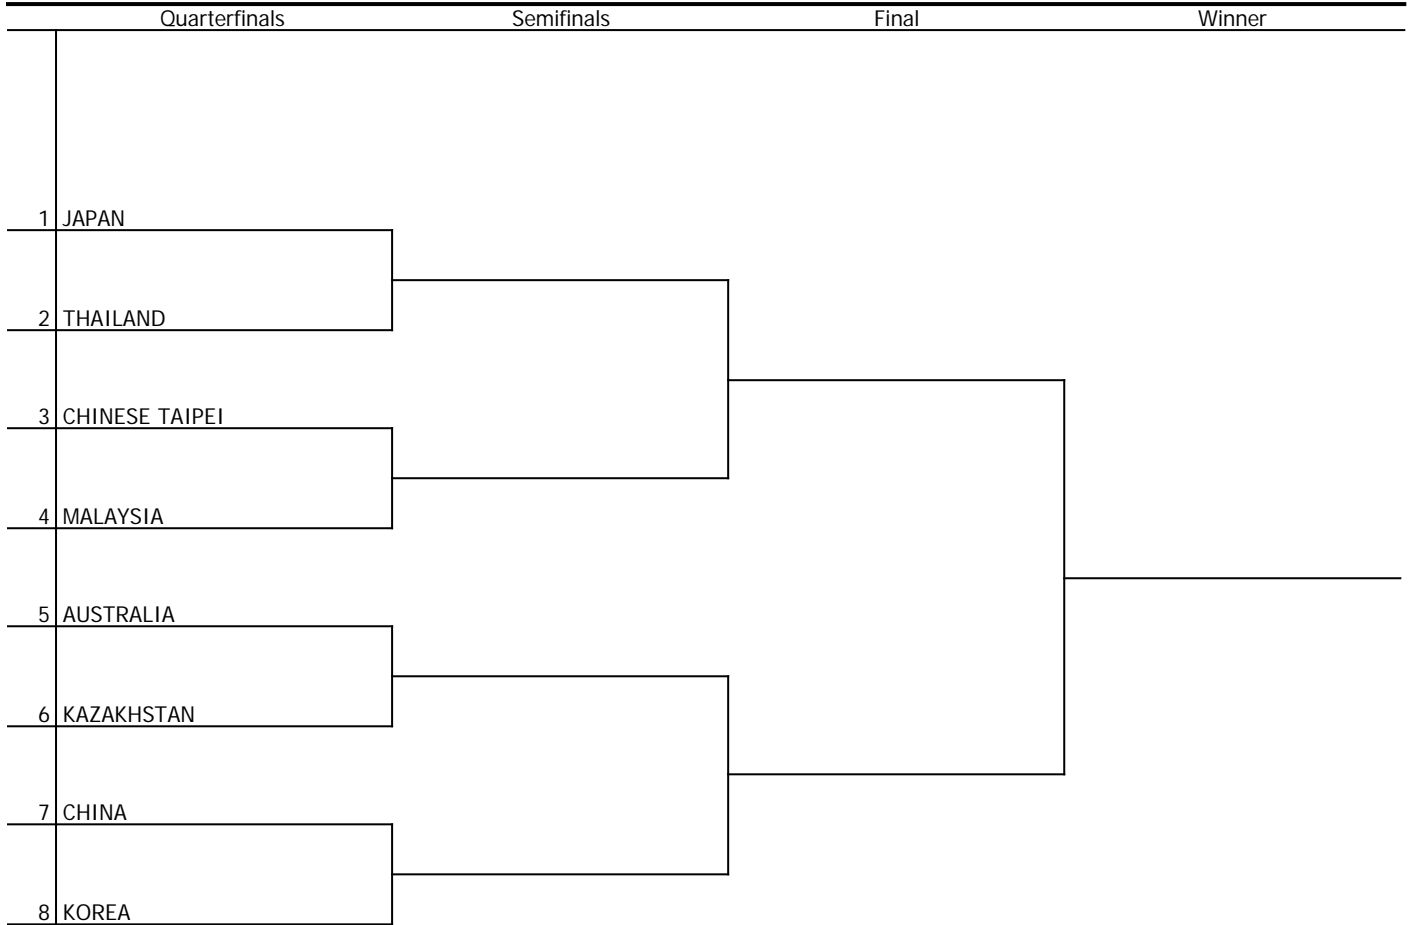 Quarterfinals Semifinals Final Winner
1 JAPAN
2 THAILAND
3 CHINESE TAIPEI
4 MALAYSIA
5 AUSTRALIA
6 KAZAKHSTAN
7 CHINA
8 KOREA